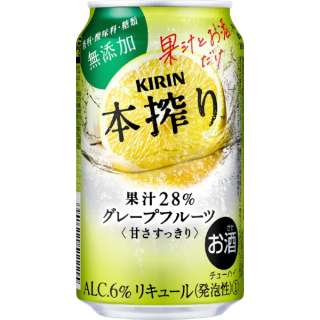 香料・酸味料・糖類
無添加
果汁とお酒
だけ
KIRIN
本搾り
果汁28%
グレープフルーツ
〈甘さすっきり〉
お酒
チューハイ
ALC.6% リキュール(発泡性)①